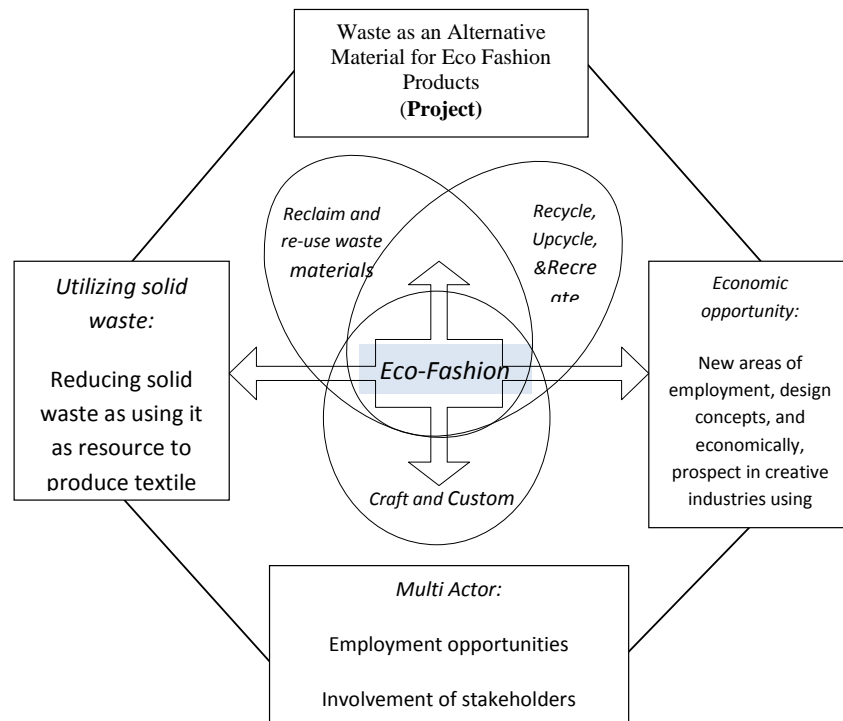 Waste as an Alternative
Material for Eco Fashion
Products
(Project)
Reclaim and
re-use waste
materials
Recycle,
Upcycle,
&Recre
ate
Utilizing solid
waste:
Reducing solid
waste as using it
as resource to
produce textile
Eco-Fashion
Economic
opportunity:
New areas of
employment, design
concepts, and
economically,
prospect in creative
industries using
Craft and Custom
Multi Actor:
Employment opportunities
Involvement of stakeholders